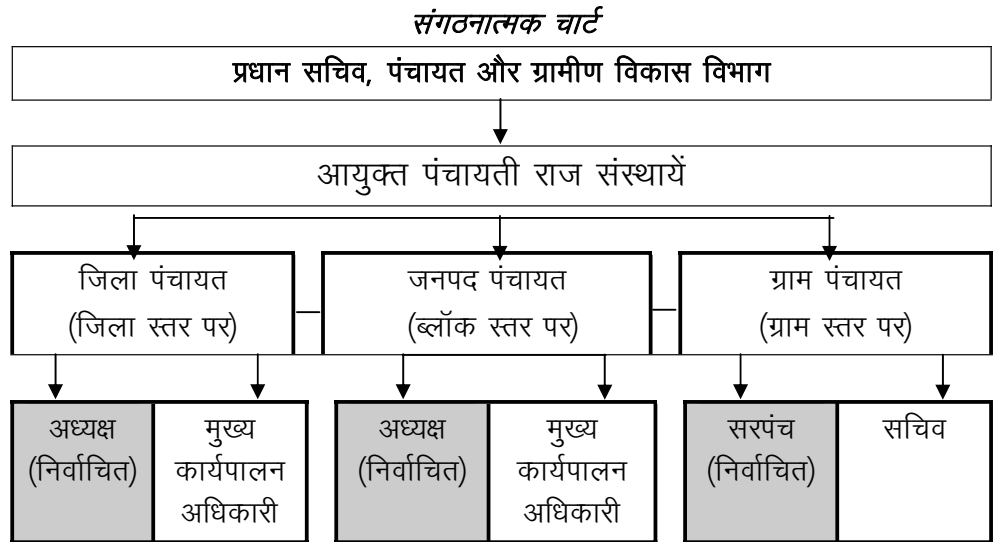 संगठनात्मक चार्ट
प्रधान सचिव, पंचायत और ग्रामीण विकास विभाग
आयुक्त पंचायती राज संस्थायें
जिला पंचायत
(जिला स्तर पर)
जनपद पंचायत
(ब्लॉक स्तर पर)
ग्राम पंचायत
(ग्राम स्तर पर)
अध्यक्ष
(निर्वाचित)
मुख्य
कार्यपालन
अधिकारी
अध्यक्ष
(निर्वाचित)
मुख्य
कार्यपालन
अधिकारी
सरपंच
(निर्वाचित)
सचिव